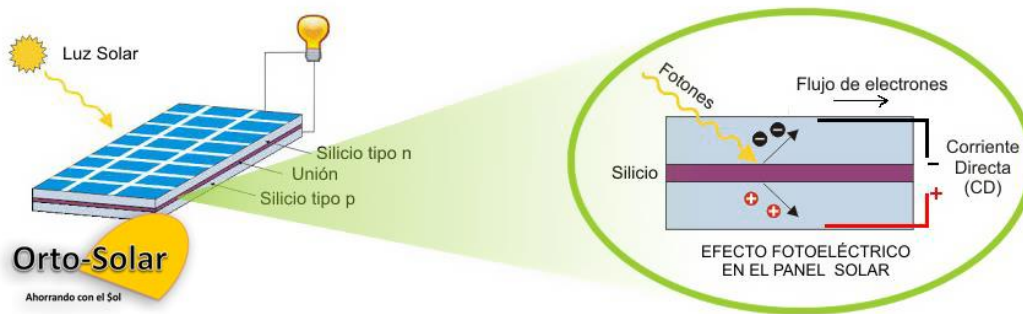 Luz Solar
Silicio tipo n
Unión
Silicio tipo p
Orto-Solar
Ahorrando con el $ol
Fotones
Flujo de electrones
Silicio
Corriente
Directa
(CD)
-
+
EFECTO FOTOELÉCTRICO
EN EL PANEL SOLAR